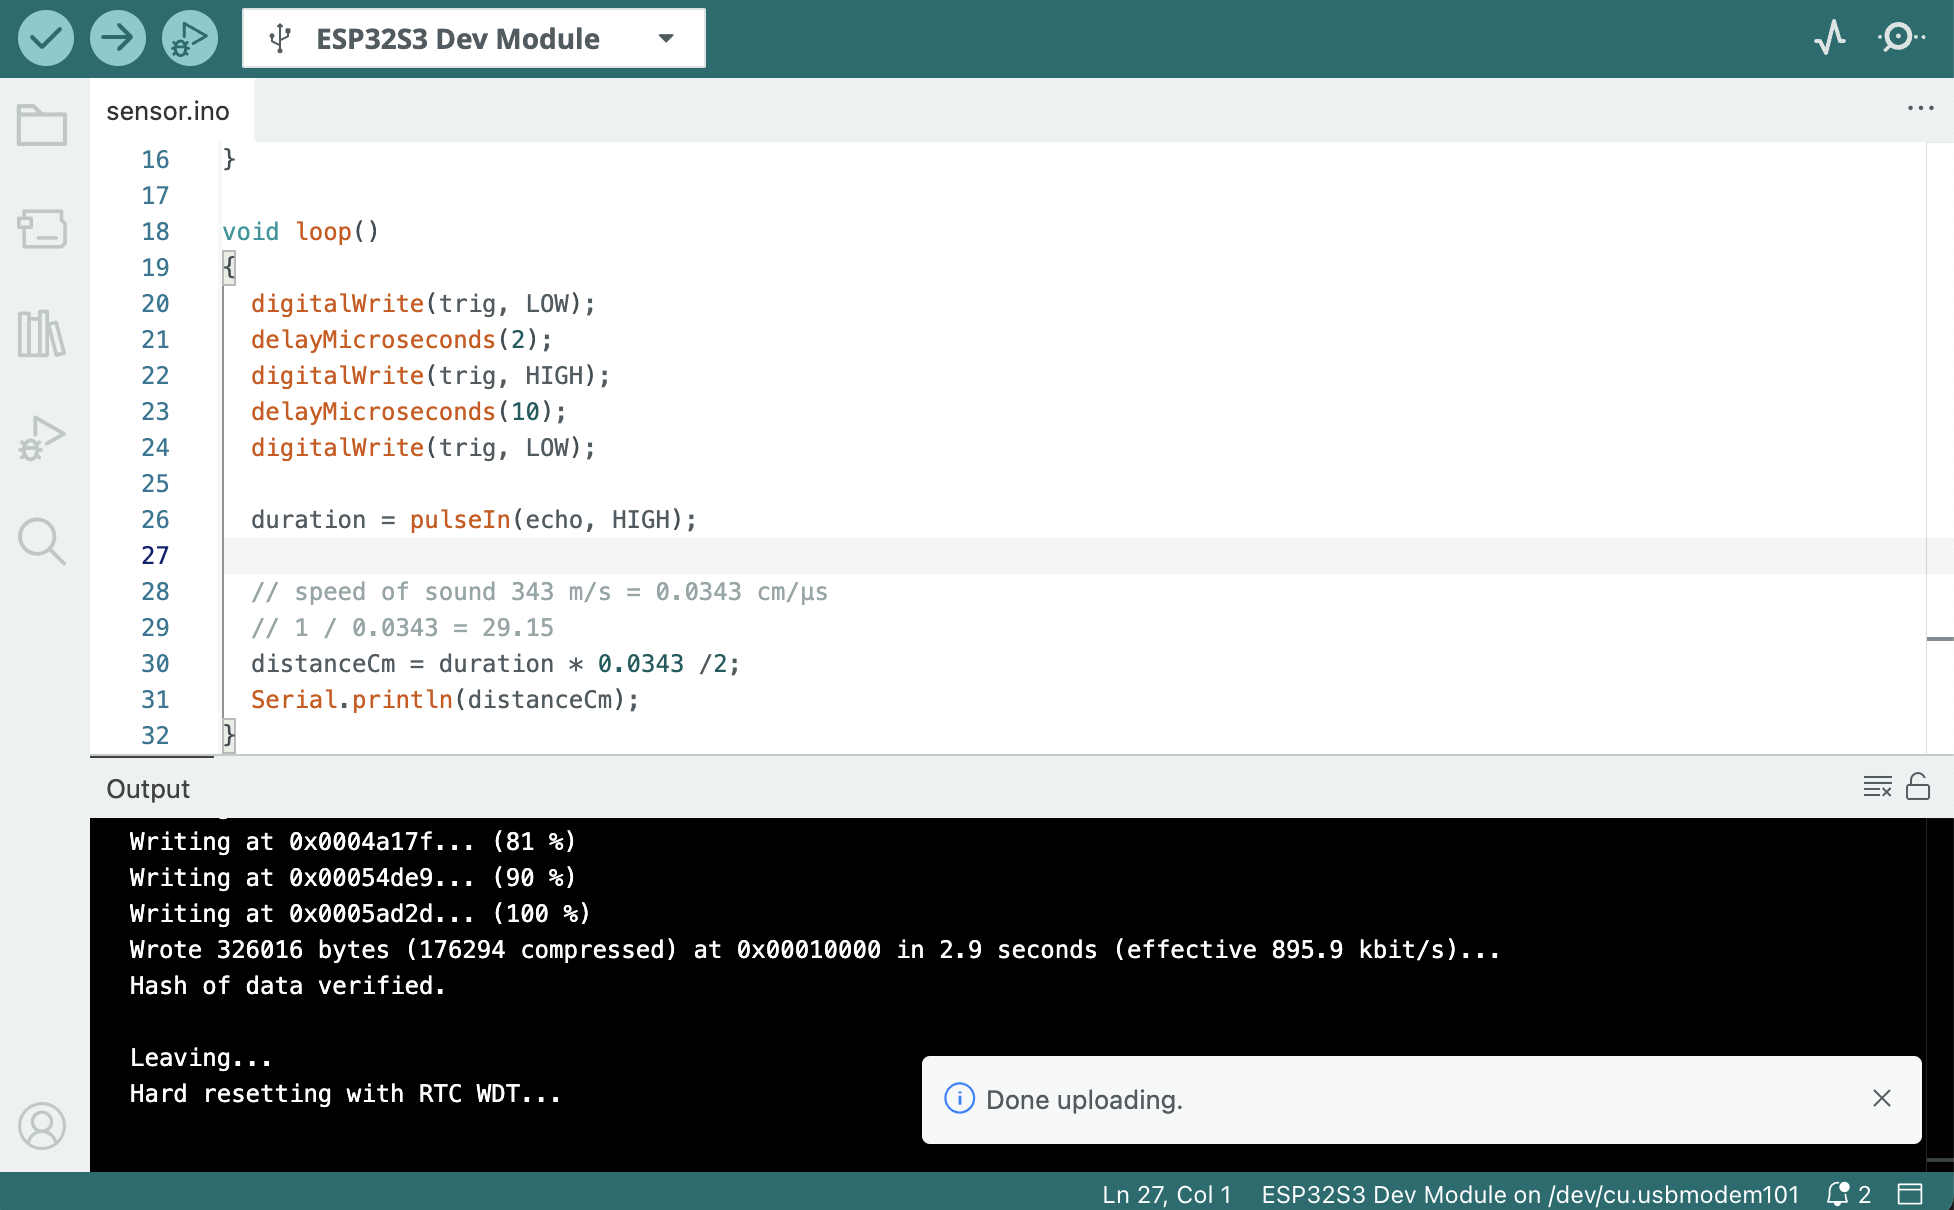 ESP32S3 Dev Module
sensor.ino
16 }
17
18 void loop()
19 {
20 digitalWrite(trig, LOW);
21 delayMicroseconds(2);
22 digitalWrite(trig, HIGH);
23 delayMicroseconds(10);
24 digitalWrite(trig, LOW);
25
26 duration = pulseIn(echo, HIGH);
27
28 // speed of sound 343 m/s = 0.0343 cm/µs
29 // 1 / 0.0343 = 29.15
30 distanceCm = duration * 0.0343 /2;
31 Serial.println(distanceCm);
32 }
Output
Writing at 0x0004a17f... (81 %)
Writing at 0x00054de9... (90 %)
Writing at 0x0005ad2d... (100 %)
Wrote 326016 bytes (176294 compressed) at 0x00010000 in 2.9 seconds (effective 895.9 kbit/s)...
Hash of data verified.
Leaving...
Hard resetting with RTC WDT...
Done uploading.
Ln 27, Col 1 ESP32S3 Dev Module on /dev/cu.usbmodem101 2